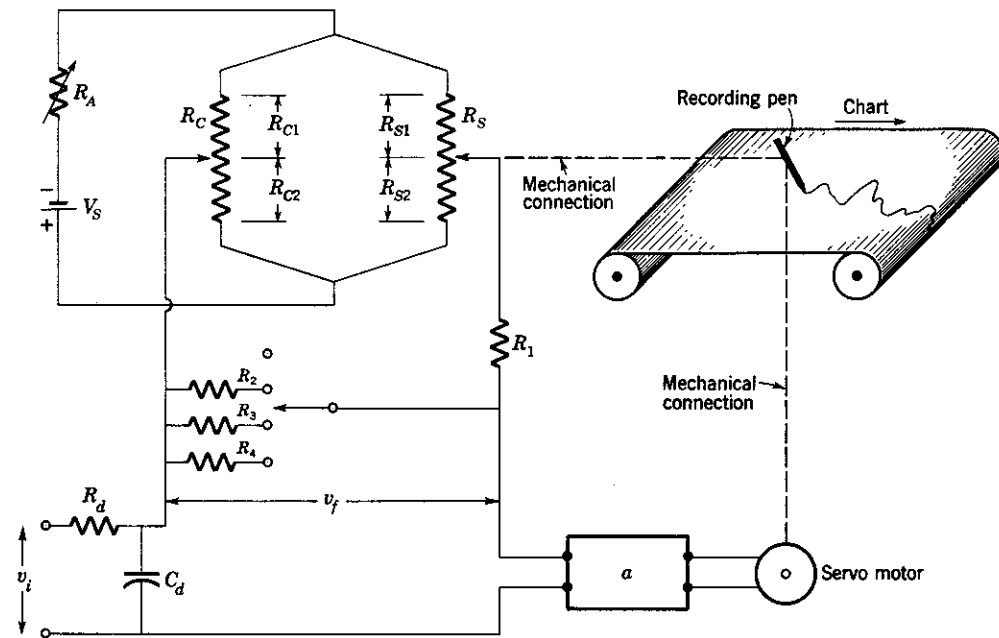 R_A
R_C
R_C1
R_S1
R_S
R_C2
R_S2
−
V_S
+
Recording pen
Chart
Mechanical
connection
R_1
R_2
R_3
R_4
Mechanical
connection
v_f
R_d
v_i
C_d
a
Servo motor